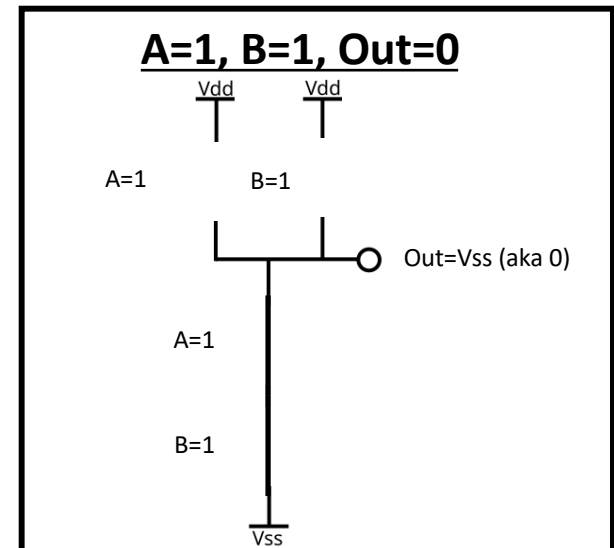 A=1, B=1, Out=0
Vdd Vdd
A=1 B=1
Out=Vss (aka 0)
A=1
B=1
Vss